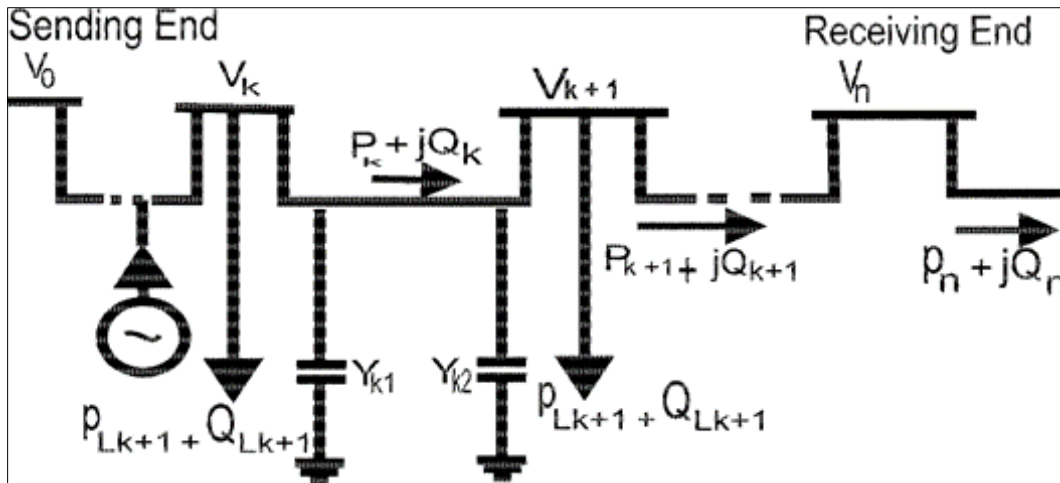 Sending End
Receiving End
V0
Vk
Vk+1
Vn
Pk + jQk
Pk+1 + jQk+1
pn + jQn
~
Yk1
Yk2
pLk+1 + QLk+1
pLk+1 + QLk+1